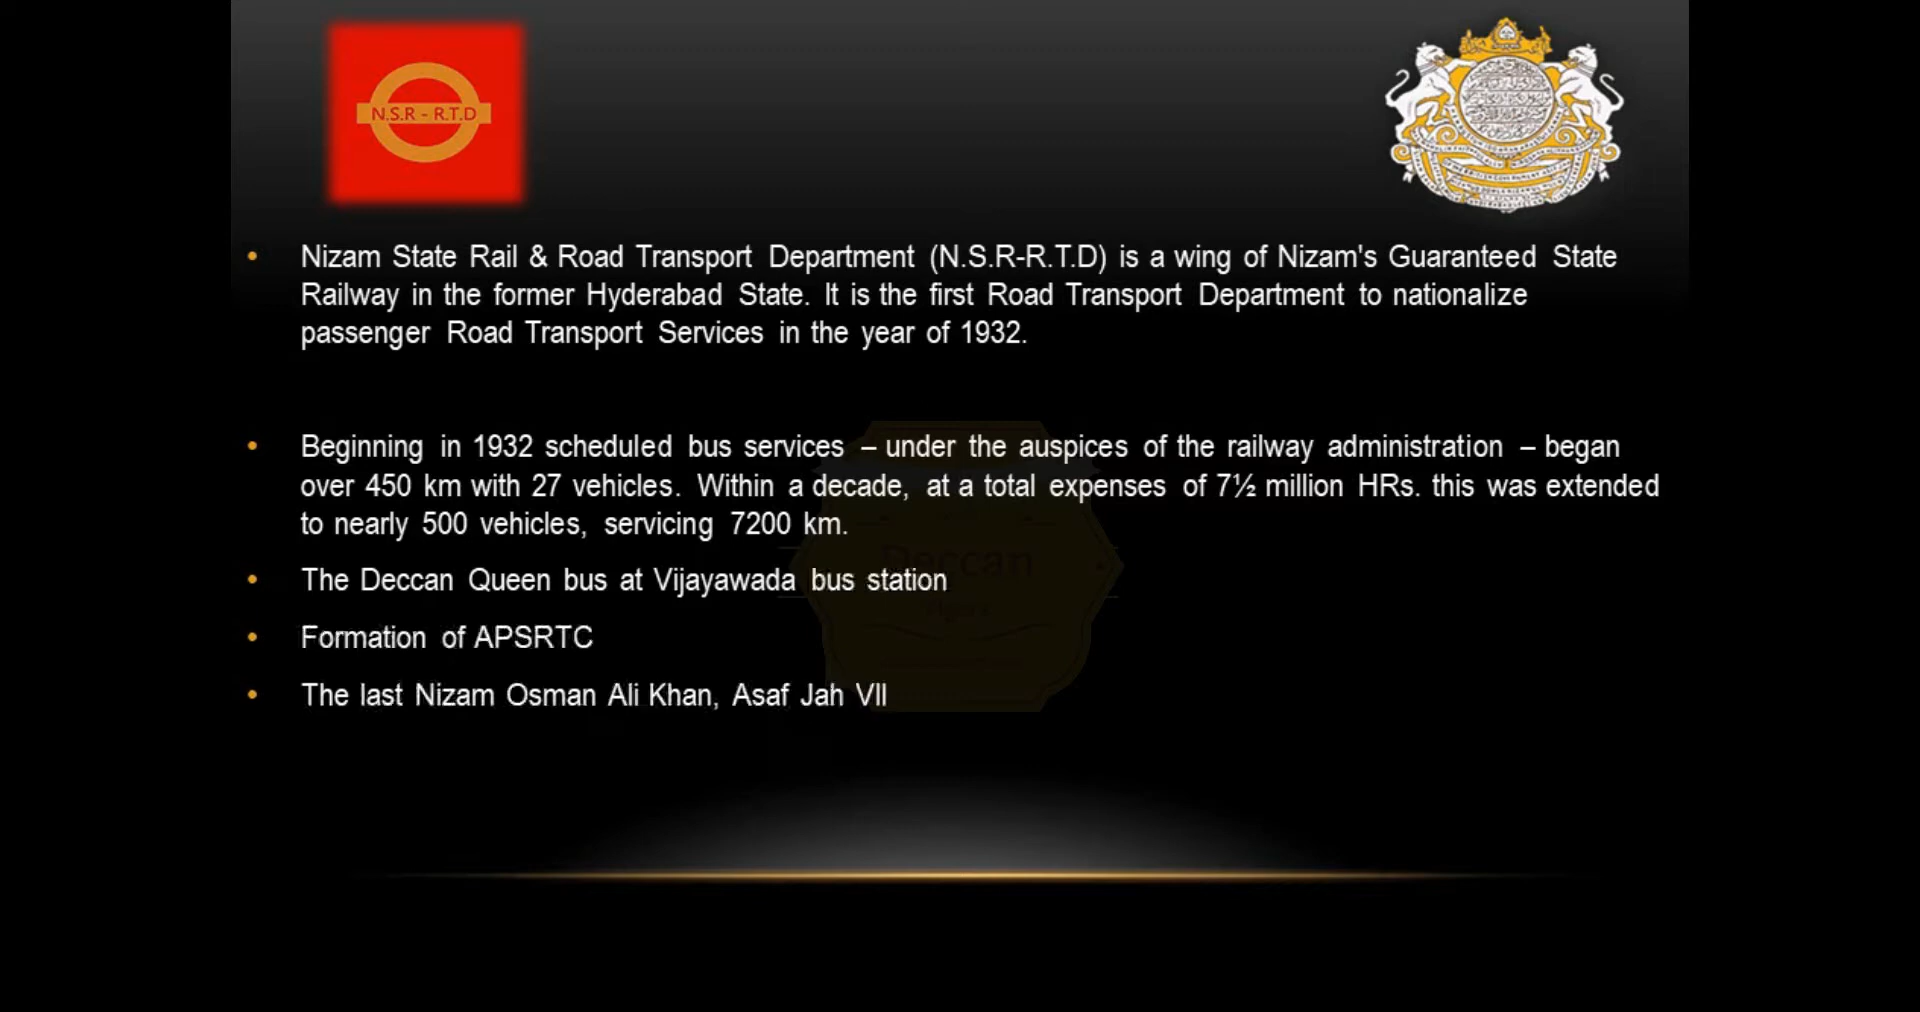 N.S.R - R.T.D
• Nizam State Rail & Road Transport Department (N.S.R-R.T.D) is a wing of Nizam's Guaranteed State
Railway in the former Hyderabad State. It is the first Road Transport Department to nationalize
passenger Road Transport Services in the year of 1932.
• Beginning in 1932 scheduled bus services – under the auspices of the railway administration – began
over 450 km with 27 vehicles. Within a decade, at a total expenses of 7½ million HRs. this was extended
to nearly 500 vehicles, servicing 7200 km.
Deccan
• The Deccan Queen bus at Vijayawada bus station
• Formation of APSRTC
• The last Nizam Osman Ali Khan, Asaf Jah VII